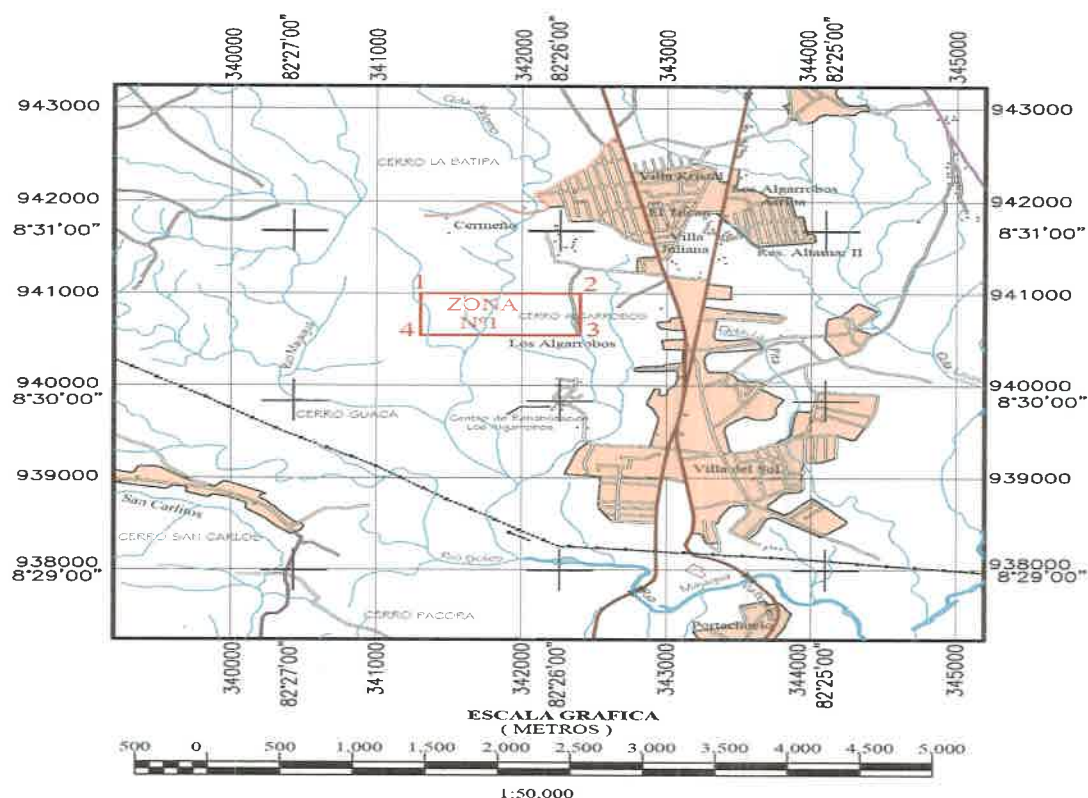 340000 82°27'00" 341000 342000 82°26'00" 343000 344000 82°25'00" 345000
943000 943000
CERRO LA BATIPA
Villa Kristal
942000 942000
Los Algarrobos
Arriba
8°31'00" 8°31'00"
Cermeño
Villa
Juliana
Res. Altamar II
941000 941000
1 2
ZONA
Nº1
CERRO ALGARROBOS
4 3
Los Algarrobos
940000 940000
8°30'00" 8°30'00"
CERRO GUACA
Centro de Rehabilitación
Los Algarrobos
939000 939000
Villa del Sol
San Carlitos
CERRO SAN CARLOS
938000 938000
8°29'00" 8°29'00"
CERRO PACORA
Portachuelo
340000 82°27'00" 341000 342000 82°26'00" 343000 344000 82°25'00" 345000
ESCALA GRAFICA
( METROS )
500 0 1,000 1,500 2,000 2,500 3,000 3,500 4,000 4,500 5,000
1:50,000